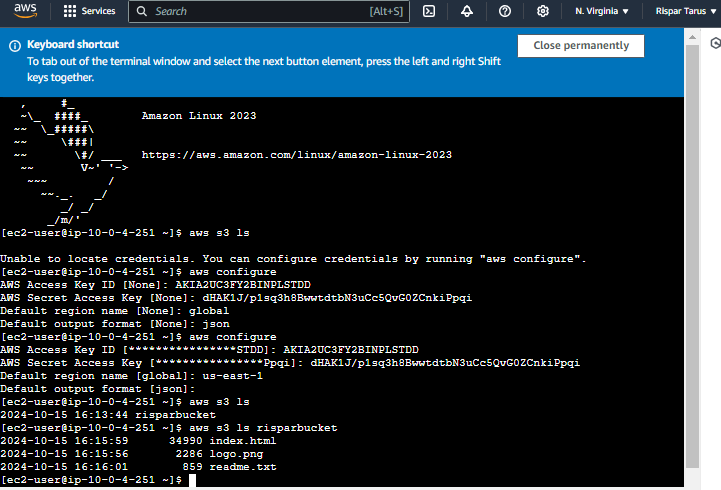 aws
Services
Search
[Alt+S]
N. Virginia
Rispar Tarus
Keyboard shortcut
Close permanently
To tab out of the terminal window and select the next button element, press the left and right Shift
keys together.
Amazon Linux 2023
https://aws.amazon.com/linux/amazon-linux-2023
[ec2-user@ip-10-0-4-251 ~]$ aws s3 ls
Unable to locate credentials. You can configure credentials by running "aws configure".
[ec2-user@ip-10-0-4-251 ~]$ aws configure
AWS Access Key ID [None]: AKIA2UC3FY2BINPLSTDD
AWS Secret Access Key [None]:
Default region name [None]: global
Default output format [None]: json
[ec2-user@ip-10-0-4-251 ~]$ aws configure
AWS Access Key ID [****************STDD]: AKIA2UC3FY2BINPLSTDD
AWS Secret Access Key [****************Ppqi]:
Default region name [global]: us-east-1
Default output format [json]:
[ec2-user@ip-10-0-4-251 ~]$ aws s3 ls
2024-10-15 16:13:44 risparbucket
[ec2-user@ip-10-0-4-251 ~]$ aws s3 ls risparbucket
2024-10-15 16:15:59      34990 index.html
2024-10-15 16:15:56       2286 logo.png
2024-10-15 16:16:01        859 readme.txt
[ec2-user@ip-10-0-4-251 ~]$